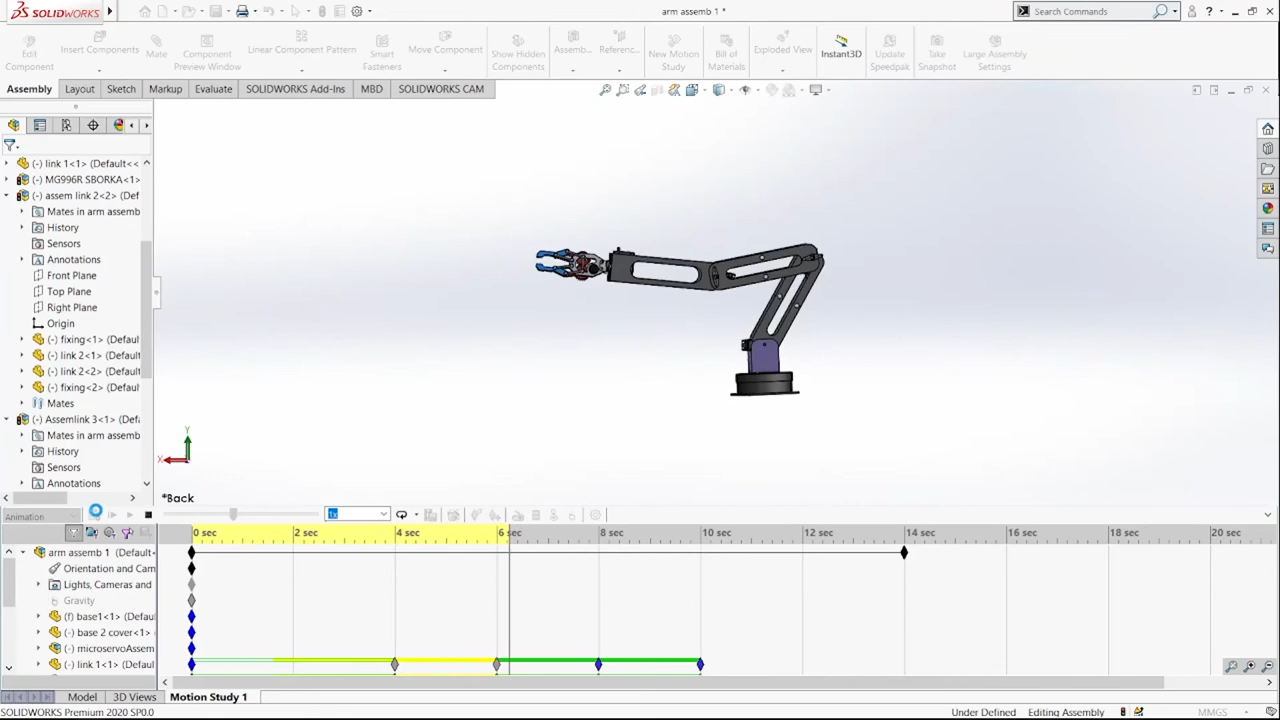 SOLIDWORKS
arm assemb 1 *
Search Commands
?
Edit Component
Insert Components
Mate
Component Preview Window
Linear Component Pattern
Smart Fasteners
Move Component
Show Hidden Components
Assemb...
Referenc...
New Motion Study
Bill of Materials
Exploded View
Instant3D
Update Speedpak
Take Snapshot
Large Assembly Settings
Assembly
Layout
Sketch
Markup
Evaluate
SOLIDWORKS Add-Ins
MBD
SOLIDWORKS CAM
(-) link 1<1> (Default<<
(-) MG996R SBORKA<1>
(-) assem link 2<2> (Def
Mates in arm assemb
History
Sensors
Annotations
Front Plane
Top Plane
Right Plane
Origin
(-) fixing<1> (Defaul
(-) link 2<1> (Defaul
(-) link 2<2> (Defaul
(-) fixing<2> (Defaul
Mates
(-) Assemlink 3<1> (Defa
Mates in arm assemb
History
Sensors
Annotations
Y
X
*Back
Animation
1x
0 sec
2 sec
4 sec
6 sec
8 sec
10 sec
12 sec
14 sec
16 sec
18 sec
20 sec
arm assemb 1 (Default<
Orientation and Cam
Lights, Cameras and
Gravity
(f) base1<1> (Defau
(-) base 2 cover<1>
(-) microservoAssem
(-) link 1<1> (Defau
Model
3D Views
Motion Study 1
SOLIDWORKS Premium 2020 SP0.0
Under Defined
Editing Assembly
MMGS